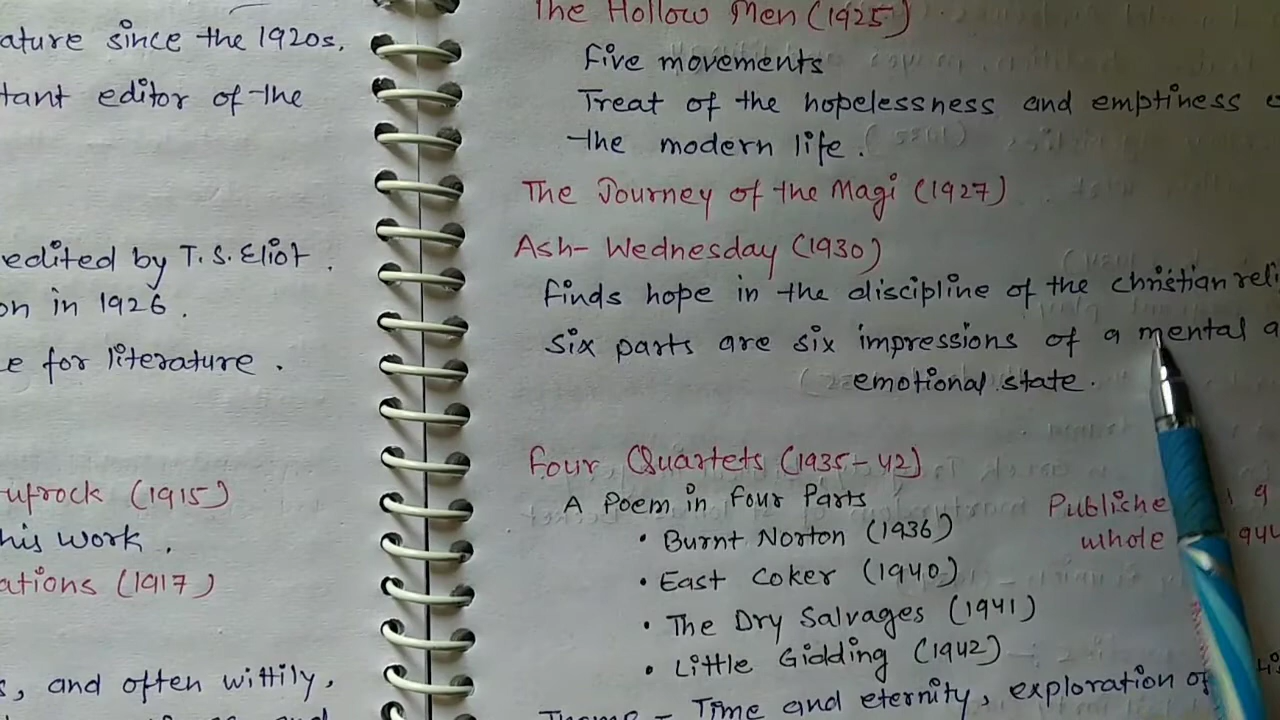 ature since the 1920s.
tant editor of the
edited by T.S. Eliot.
on in 1926.
e for literature.
ufrock (1915)
his work.
ations (1917)
s, and often wittily,
The Hollow Men (1925)
Five movements
Treat of the hopelessness and emptiness
the modern life.
The Journey of the Magi (1927)
Ash-Wednesday (1930)
Finds hope in the discipline of the christian reli
Six parts are six impressions of a mental a
emotional state.
Four Quartets (1935-42)
A Poem in Four Parts
• Burnt Norton (1936)
• East Coker (1940)
• The Dry Salvages (1941)
• Little Gidding (1942)
Publiche
whole 944
Time and eternity, exploration of